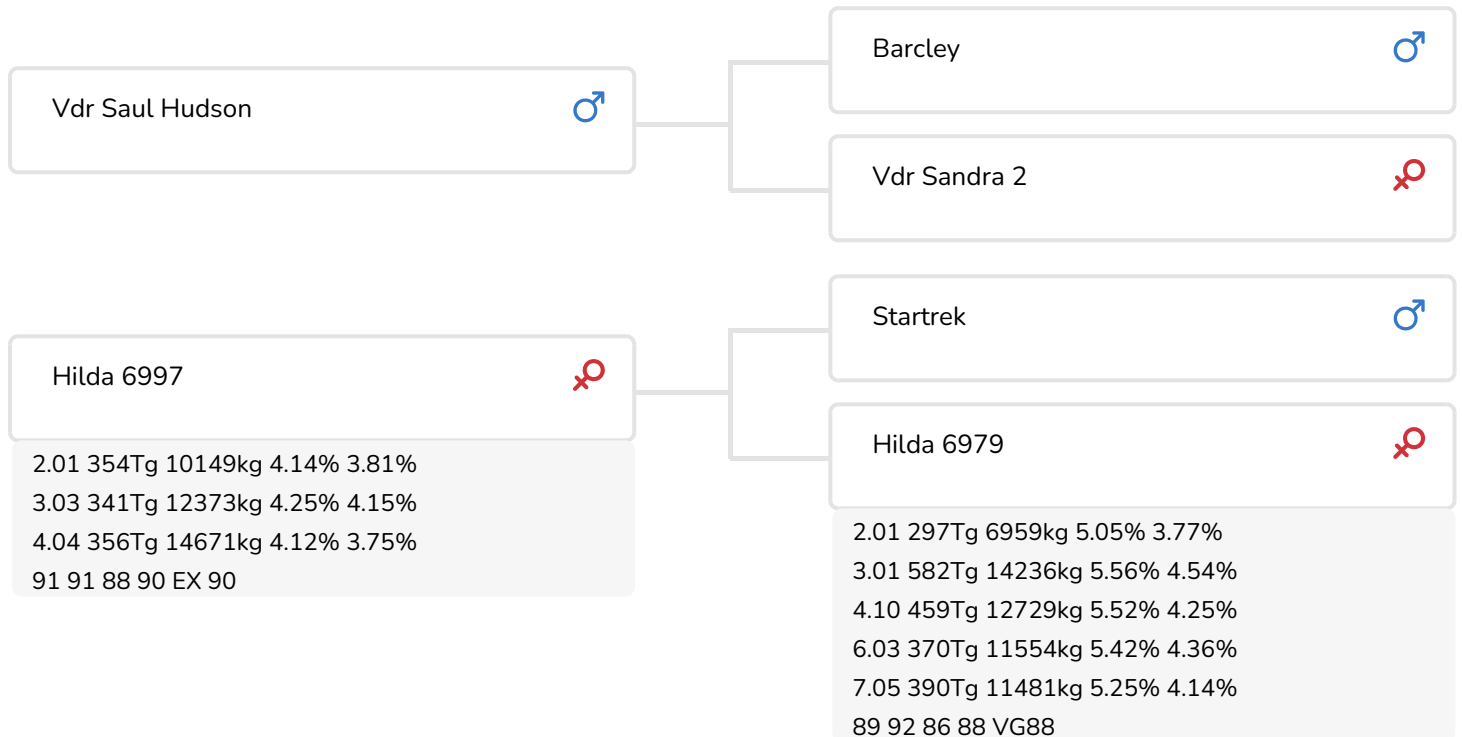 Vdr Saul Hudson
Barcley
Vdr Sandra 2
Hilda 6997
2.01 354Tg 10149kg 4.14% 3.81%
3.03 341Tg 12373kg 4.25% 4.15%
4.04 356Tg 14671kg 4.12% 3.75%
91 91 88 90 EX 90
Startrek
Hilda 6979
2.01 297Tg 6959kg 5.05% 3.77%
3.01 582Tg 14236kg 5.56% 4.54%
4.10 459Tg 12729kg 5.52% 4.25%
6.03 370Tg 11554kg 5.42% 4.36%
7.05 390Tg 11481kg 5.25% 4.14%
89 92 86 88 VG88